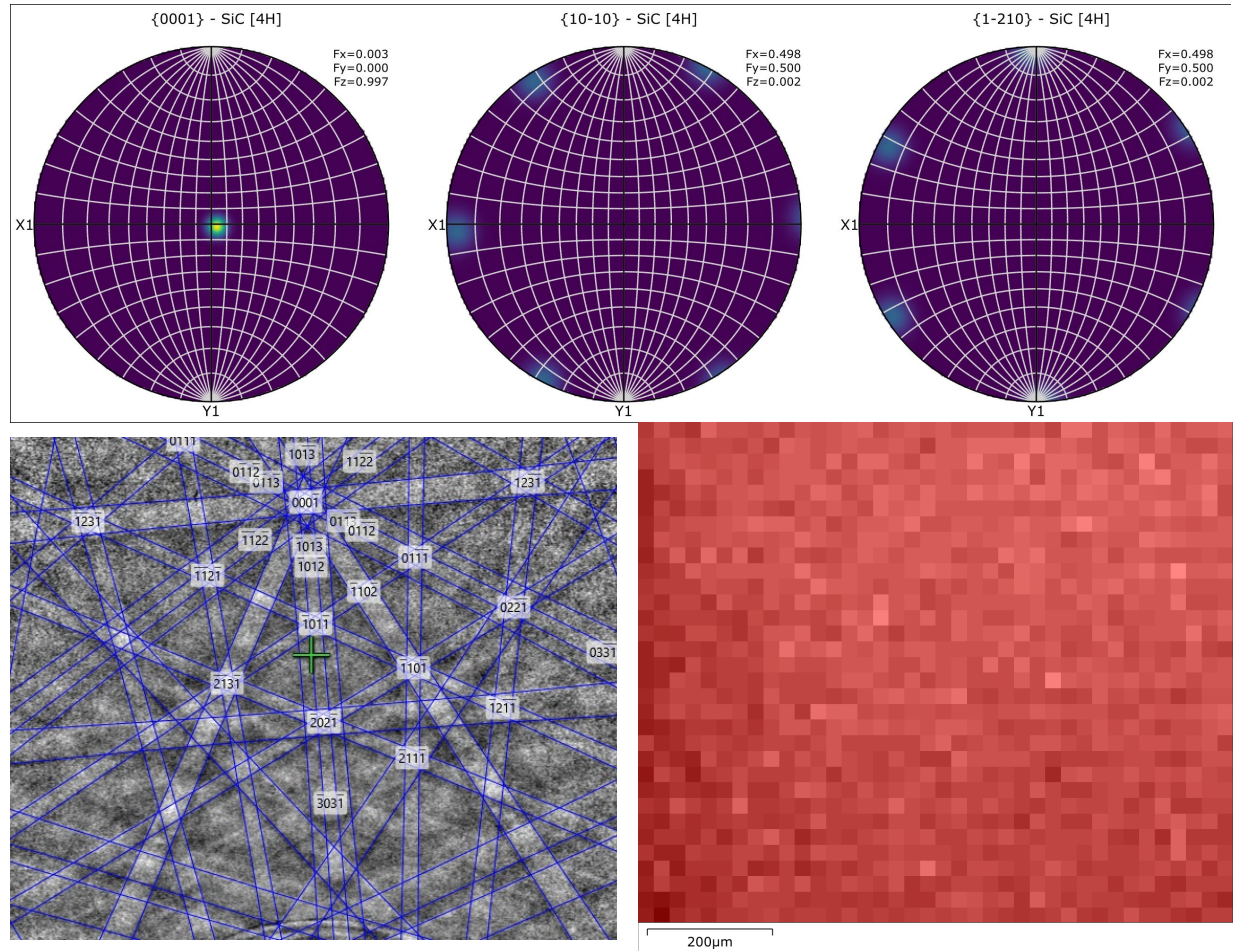 {0001} - SiC [4H]
Fx=0.003
Fy=0.000
Fz=0.997
X1
Y1
{10-10} - SiC [4H]
Fx=0.498
Fy=0.500
Fz=0.002
X1
Y1
{1-210} - SiC [4H]
Fx=0.498
Fy=0.500
Fz=0.002
X1
Y1
0111
1013
1122
0112
0113
1231
0001
1231
0112
1122
1013
0111
1012
1121
1102
0221
1011
0331
1101
2131
1211
2021
2111
3031
200µm